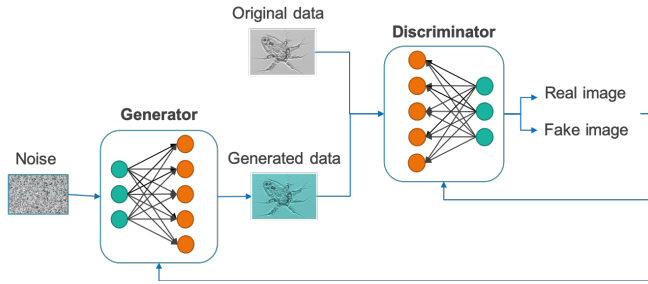 Original data
Discriminator
Generator
Real image
Fake image
Noise
Generated data